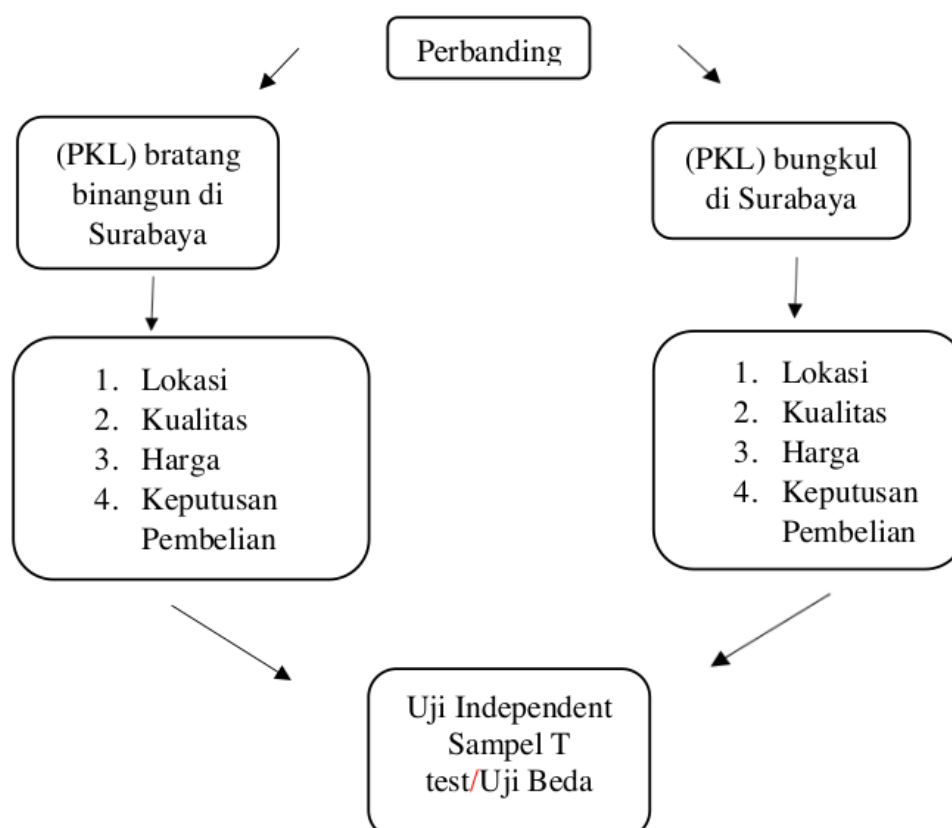 Perbanding
(PKL) bratang
binangun di
Surabaya
(PKL) bungkul
di Surabaya
1. Lokasi
2. Kualitas
3. Harga
4. Keputusan
Pembelian
1. Lokasi
2. Kualitas
3. Harga
4. Keputusan
Pembelian
Uji Independent
Sampel T
test/Uji Beda